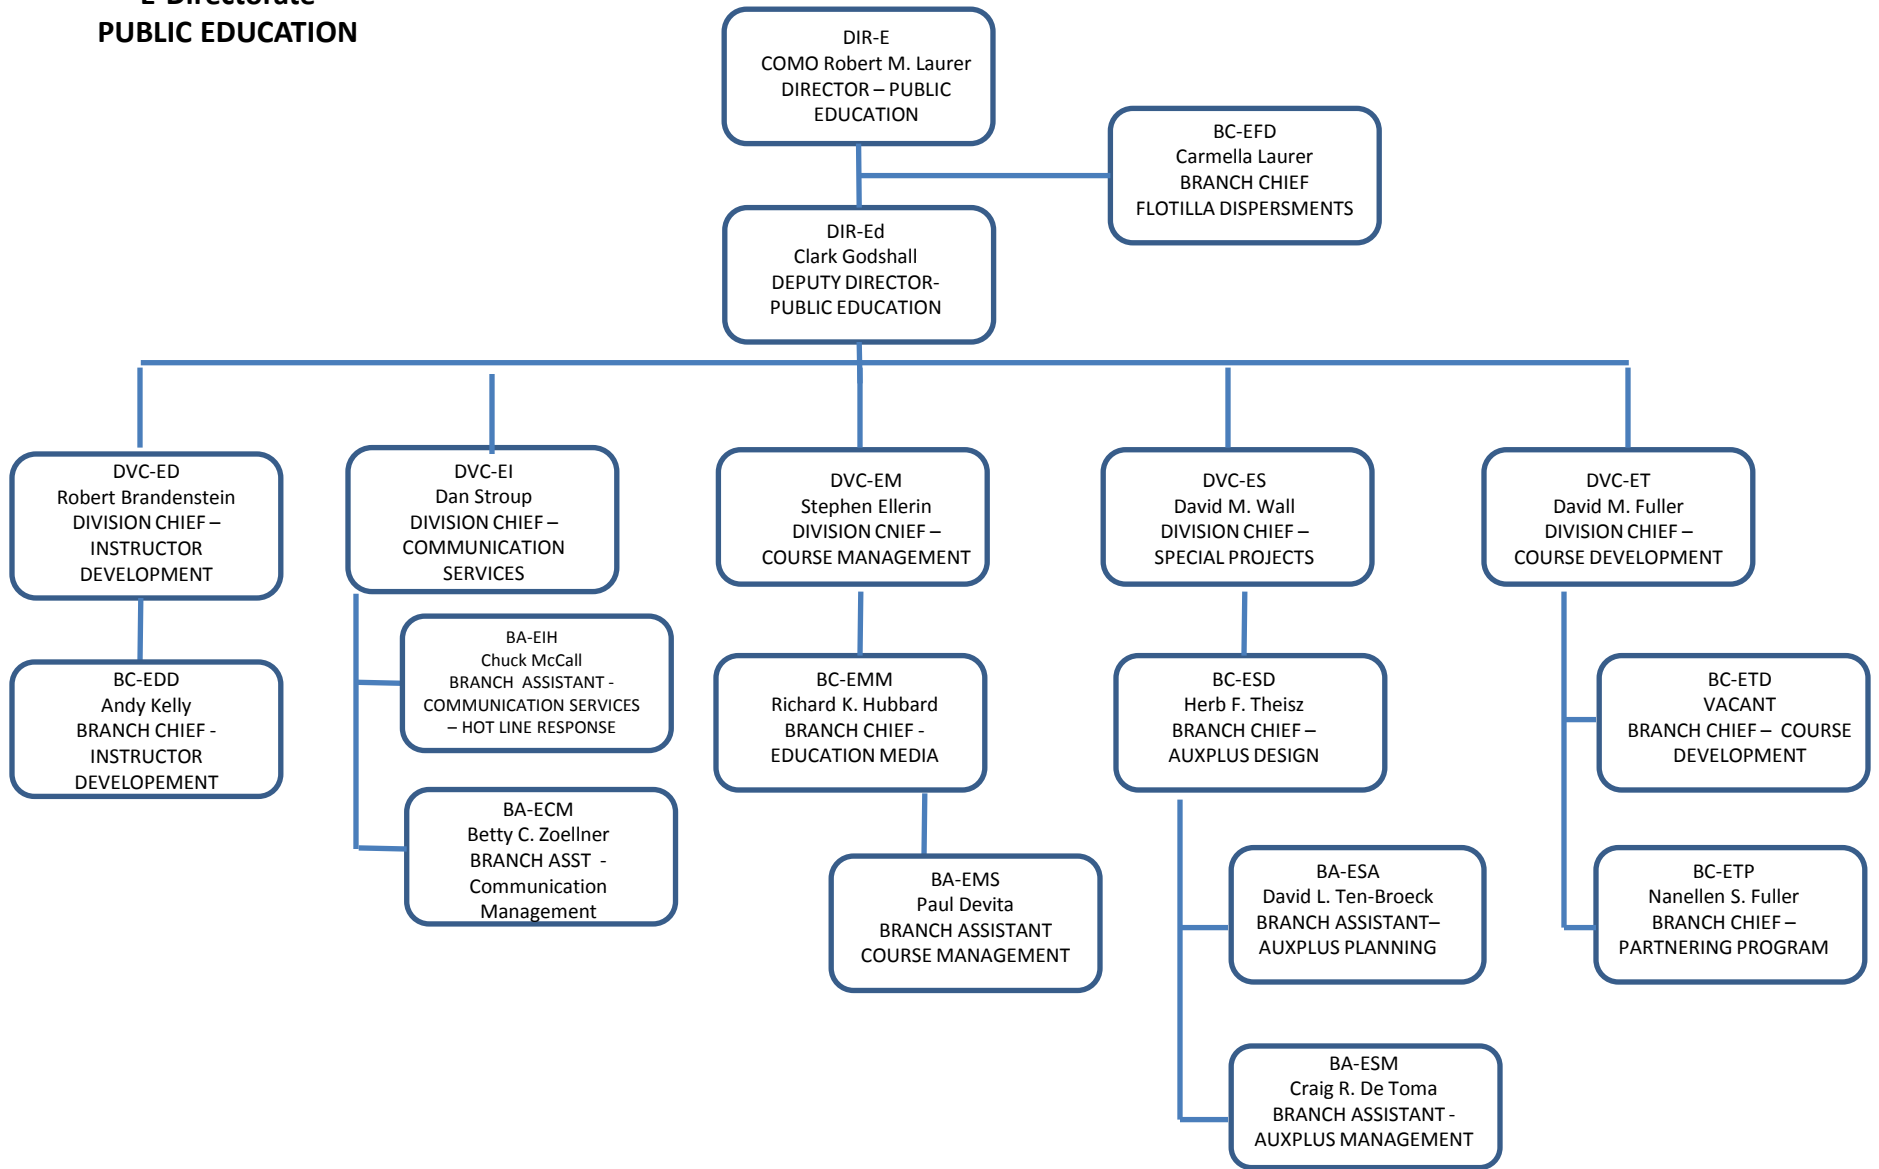 E-Directorate
PUBLIC EDUCATION
DIR-E
COMO Robert M. Laurer
DIRECTOR – PUBLIC
EDUCATION
BC-EFD
Carmella Laurer
BRANCH CHIEF
FLOTILLA DISPERSMENTS
DIR-Ed
Clark Godshall
DEPUTY DIRECTOR-
PUBLIC EDUCATION
DVC-ED
Robert Brandenstein
DIVISION CHIEF –
INSTRUCTOR
DEVELOPMENT
DVC-EI
Dan Stroup
DIVISION CHIEF –
COMMUNICATION
SERVICES
DVC-EM
Stephen Ellerin
DIVISION CNIEF –
COURSE MANAGEMENT
DVC-ES
David M. Wall
DIVISION CHIEF –
SPECIAL PROJECTS
DVC-ET
David M. Fuller
DIVISION CHIEF –
COURSE DEVELOPMENT
BC-EDD
Andy Kelly
BRANCH CHIEF -
INSTRUCTOR
DEVELOPEMENT
BA-EIH
Chuck McCall
BRANCH ASSISTANT -
COMMUNICATION SERVICES
– HOT LINE RESPONSE
BA-ECM
Betty C. Zoellner
BRANCH ASST -
Communication
Management
BC-EMM
Richard K. Hubbard
BRANCH CHIEF -
EDUCATION MEDIA
BA-EMS
Paul Devita
BRANCH ASSISTANT
COURSE MANAGEMENT
BC-ESD
Herb F. Theisz
BRANCH CHIEF –
AUXPLUS DESIGN
BA-ESA
David L. Ten-Broeck
BRANCH ASSISTANT–
AUXPLUS PLANNING
BA-ESM
Craig R. De Toma
BRANCH ASSISTANT -
AUXPLUS MANAGEMENT
BC-ETD
VACANT
BRANCH CHIEF – COURSE
DEVELOPMENT
BC-ETP
Nanellen S. Fuller
BRANCH CHIEF –
PARTNERING PROGRAM